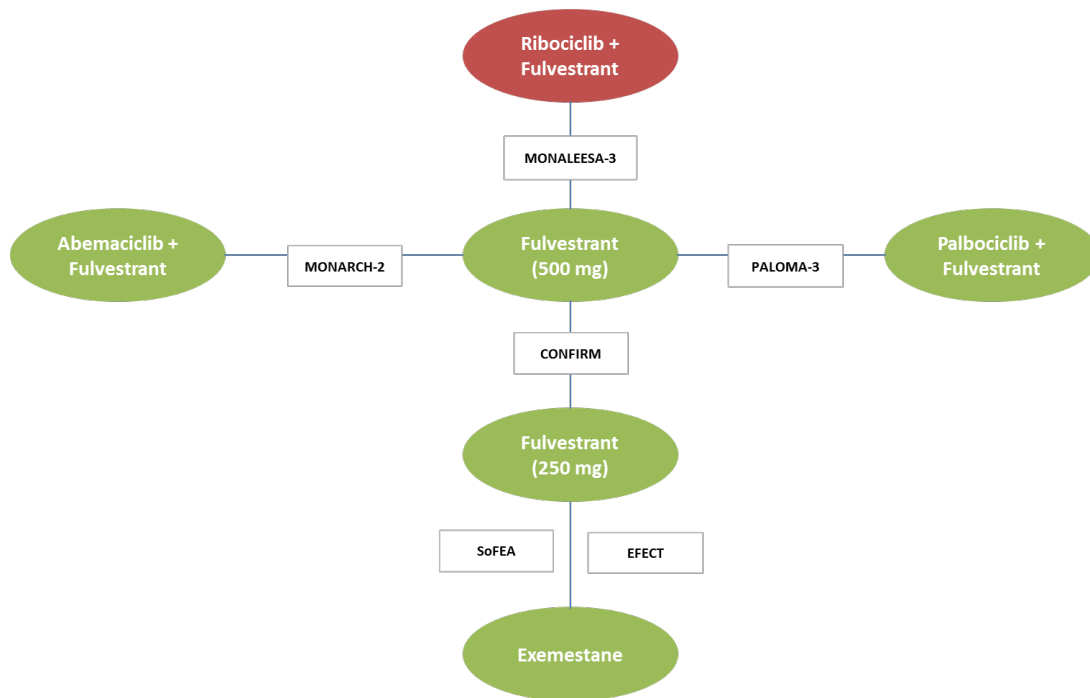 Ribociclib +
Fulvestrant
MONALEESA-3
Abemaciclib +
Fulvestrant
MONARCH-2
Fulvestrant
(500 mg)
PALOMA-3
Palbociclib +
Fulvestrant
CONFIRM
Fulvestrant
(250 mg)
SoFEA
EFECT
Exemestane